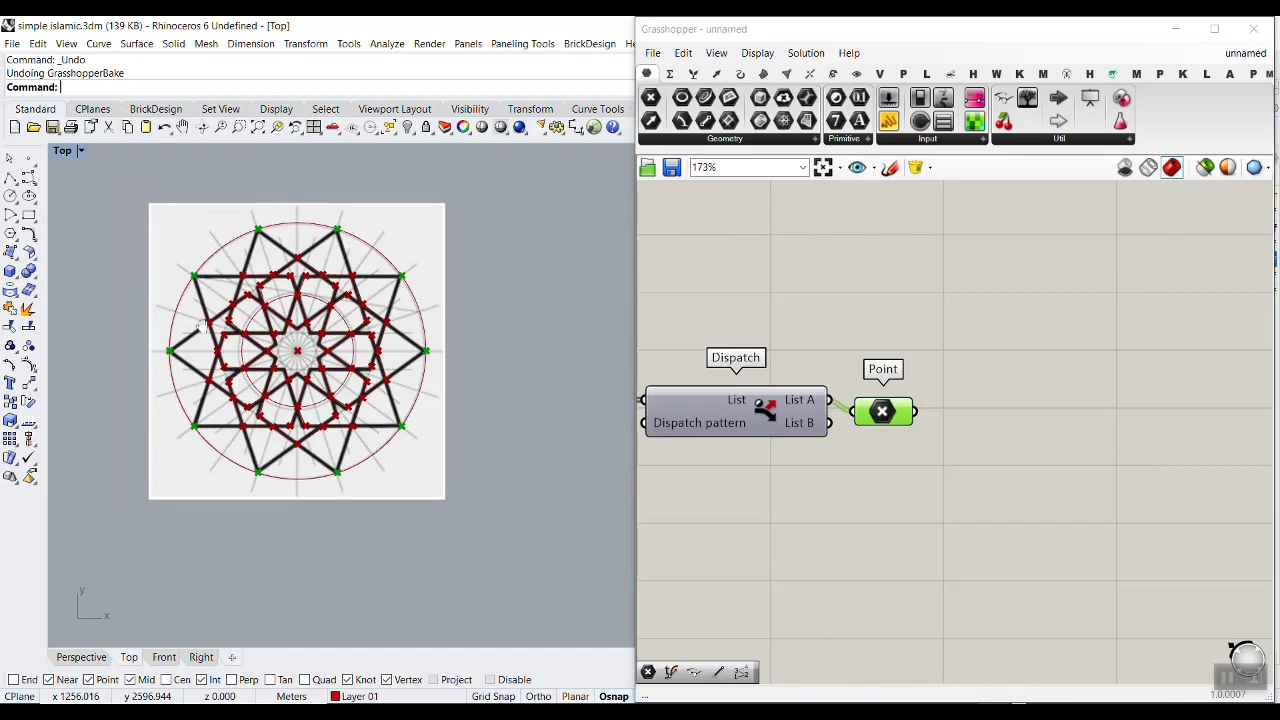 simple islamic.3dm (139 KB) - Rhinoceros 6 Undefined - [Top]
File Edit View Curve Surface Solid Mesh Dimension Transform Tools Analyze Render Panels Paneling Tools BrickDesign He
Command: _Undo
Undoing GrasshopperBake
Command:
Standard CPlanes BrickDesign Set View Display Select Viewport Layout Visibility Transform Curve Tools
Top
y
x
Perspective Top Front Right
End Near Point Mid Cen Int Perp Tan Quad Knot Vertex Project Disable
CPlane x 1256.016 y 2596.944 z 0.000 Meters Layer 01 Grid Snap Ortho Planar Osnap
Grasshopper - unnamed
File Edit View Display Solution Help unnamed
V P L H W K M H M P K L A P M
Geometry Primitive Input Util
173%
Dispatch Point
List List A
Dispatch pattern List B
...
1.0.0007